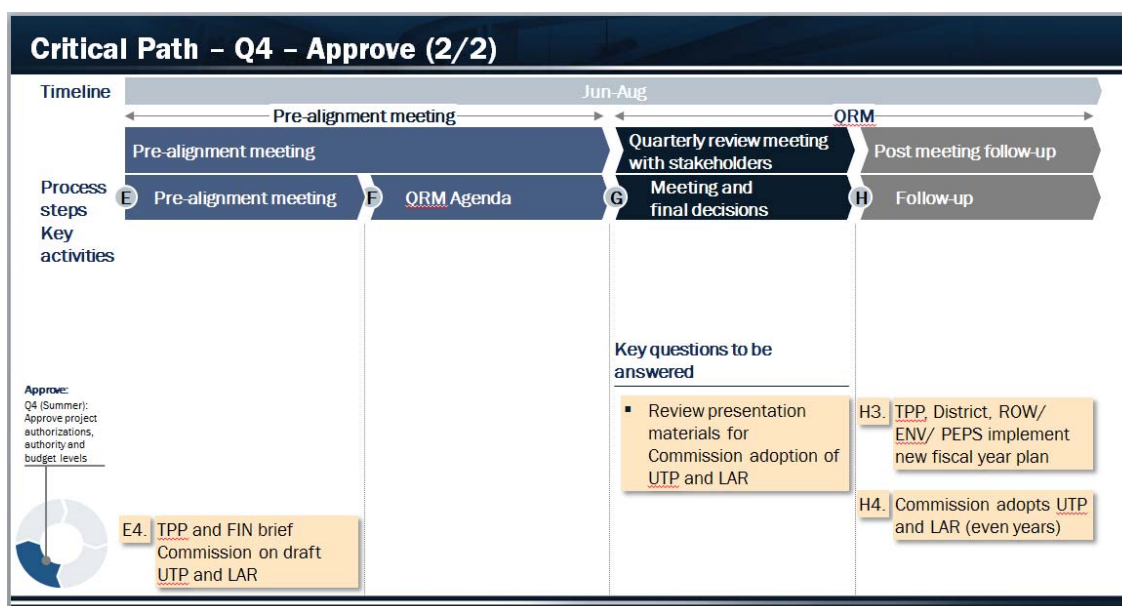 Critical Path – Q4 – Approve (2/2)
Timeline
Jun-Aug
Pre-alignment meeting
QRM
Pre-alignment meeting
Quarterly review meeting
with stakeholders
Post meeting follow-up
Process
steps
E
Pre-alignment meeting
F
QRM Agenda
G
Meeting and
final decisions
H
Follow-up
Key
activities
Key questions to be
answered
▪ Review presentation
materials for
Commission adoption of
UTP and LAR
H3. TPP, District, ROW/
ENV/ PEPS implement
new fiscal year plan
H4. Commission adopts UTP
and LAR (even years)
Approve:
Q4 (Summer):
Approve project
authorizations,
authority and
budget levels
E4. TPP and FIN brief
Commission on draft
UTP and LAR